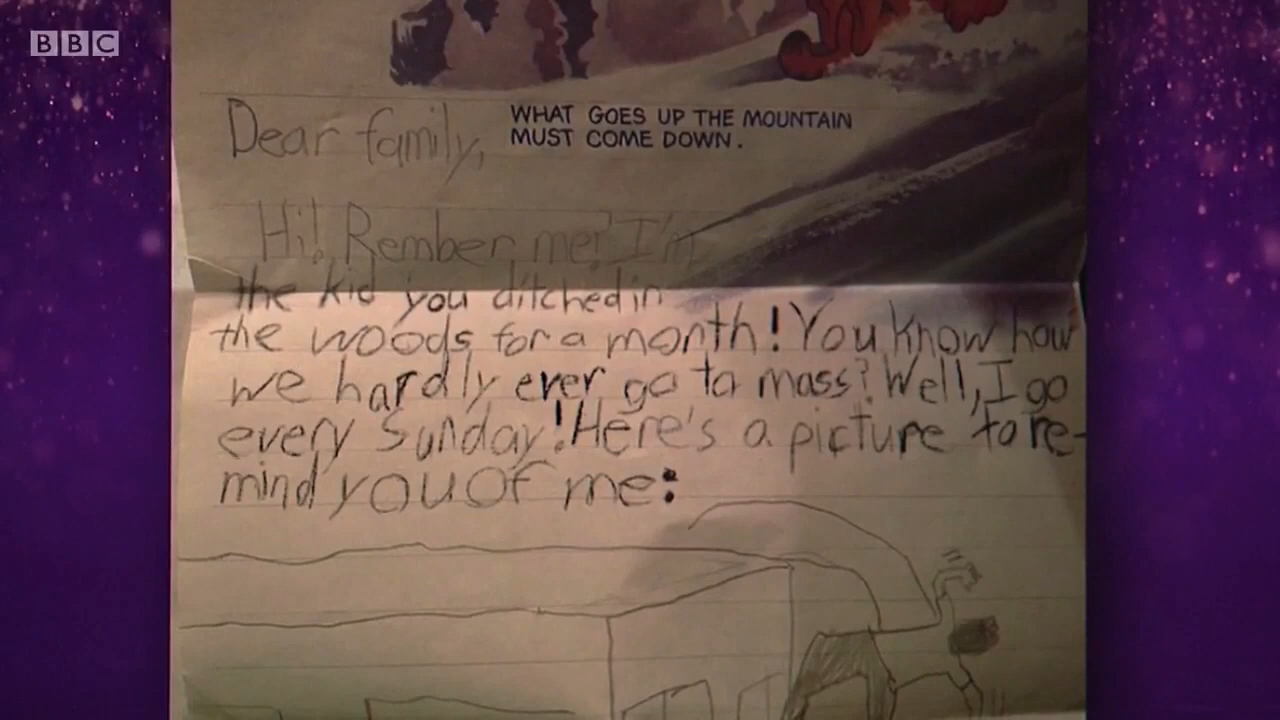 BBC
WHAT GOES UP THE MOUNTAIN
MUST COME DOWN.
Dear family,
Hi! Rember me? I'm
the kid you ditched in
the woods for a month! You know how
we hardly ever go to mass? Well, I go
every Sunday! Here's a picture to re-
mind you of me: